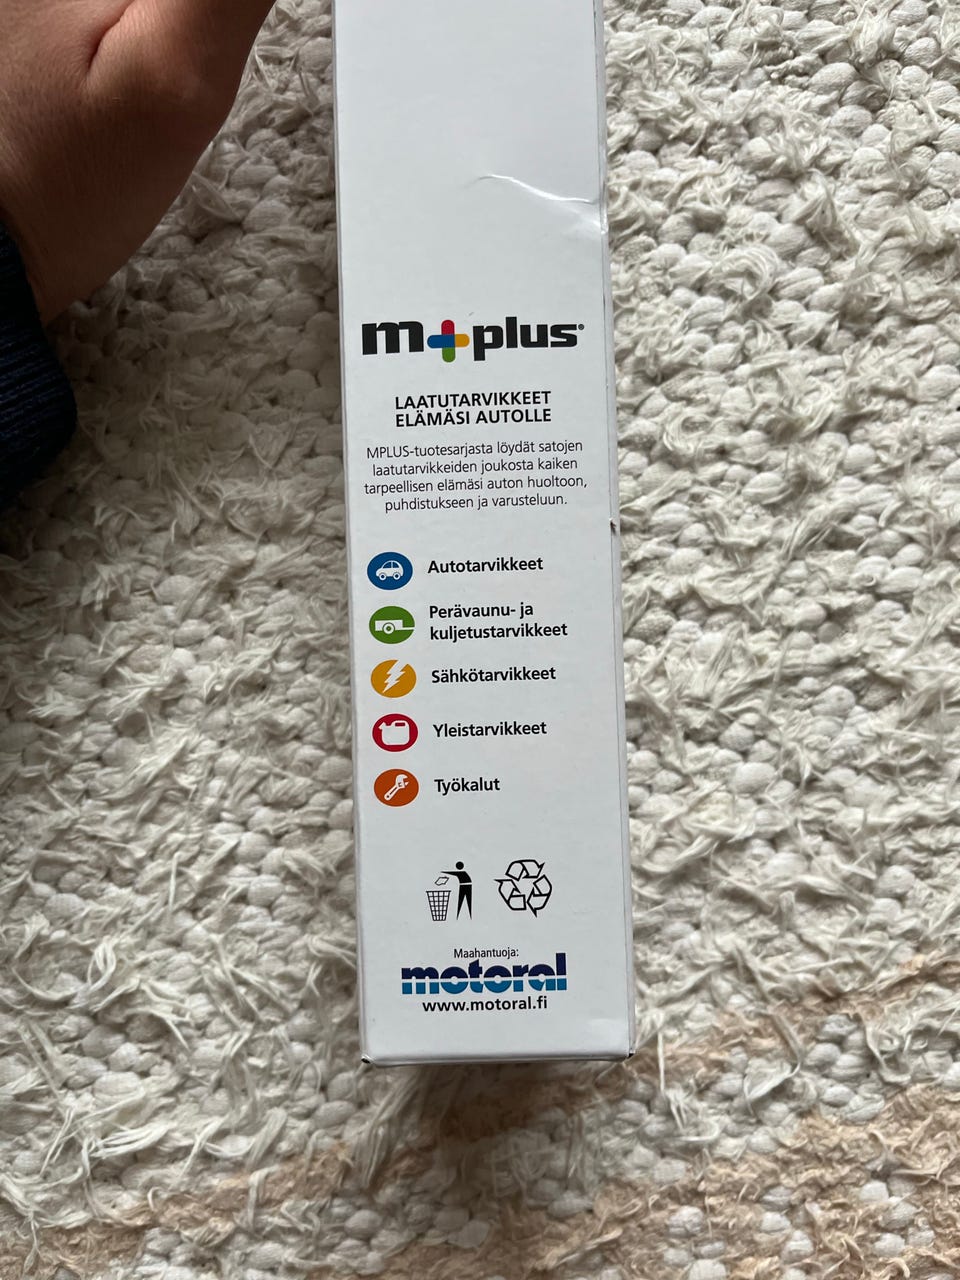 m+plus®
LAATUTARVIKKEET
ELÄMÄSI AUTOLLE
MPLUS-tuotesarjasta löydät satojen
laatutarvikkeiden joukosta kaiken
tarpeellisen elämäsi auton huoltoon,
puhdistukseen ja varusteluun.
Autotarvikkeet
Perävaunu- ja
kuljetustarvikkeet
Sähkötarvikkeet
Yleistarvikkeet
Työkalut
Maahantuoja:
motoral
www.motoral.fi